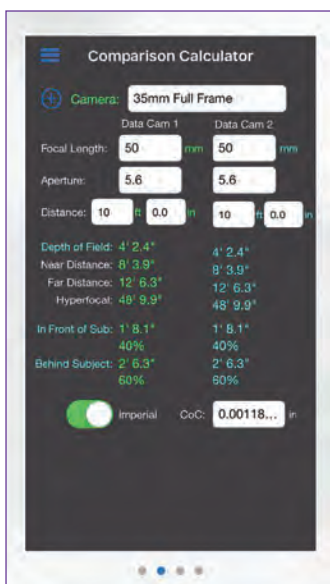 Comparison Calculator
Camera: 35mm Full Frame
Data Cam 1 Data Cam 2
Focal Length: 50 mm 50 mm
Aperture: 5.6 5.6
Distance: 10 ft 0.0 in 10 ft 0.0 in
Depth of Field: 4' 2.4" 4' 2.4"
Near Distance: 8' 3.9" 8' 3.9"
Far Distance: 12' 6.3" 12' 6.3"
Hyperfocal: 48' 9.9" 48' 9.9"
In Front of Sub: 1' 8.1" 1' 8.1"
40% 40%
Behind Subject: 2' 6.3" 2' 6.3"
60% 60%
Imperial CoC: 0.00118... in